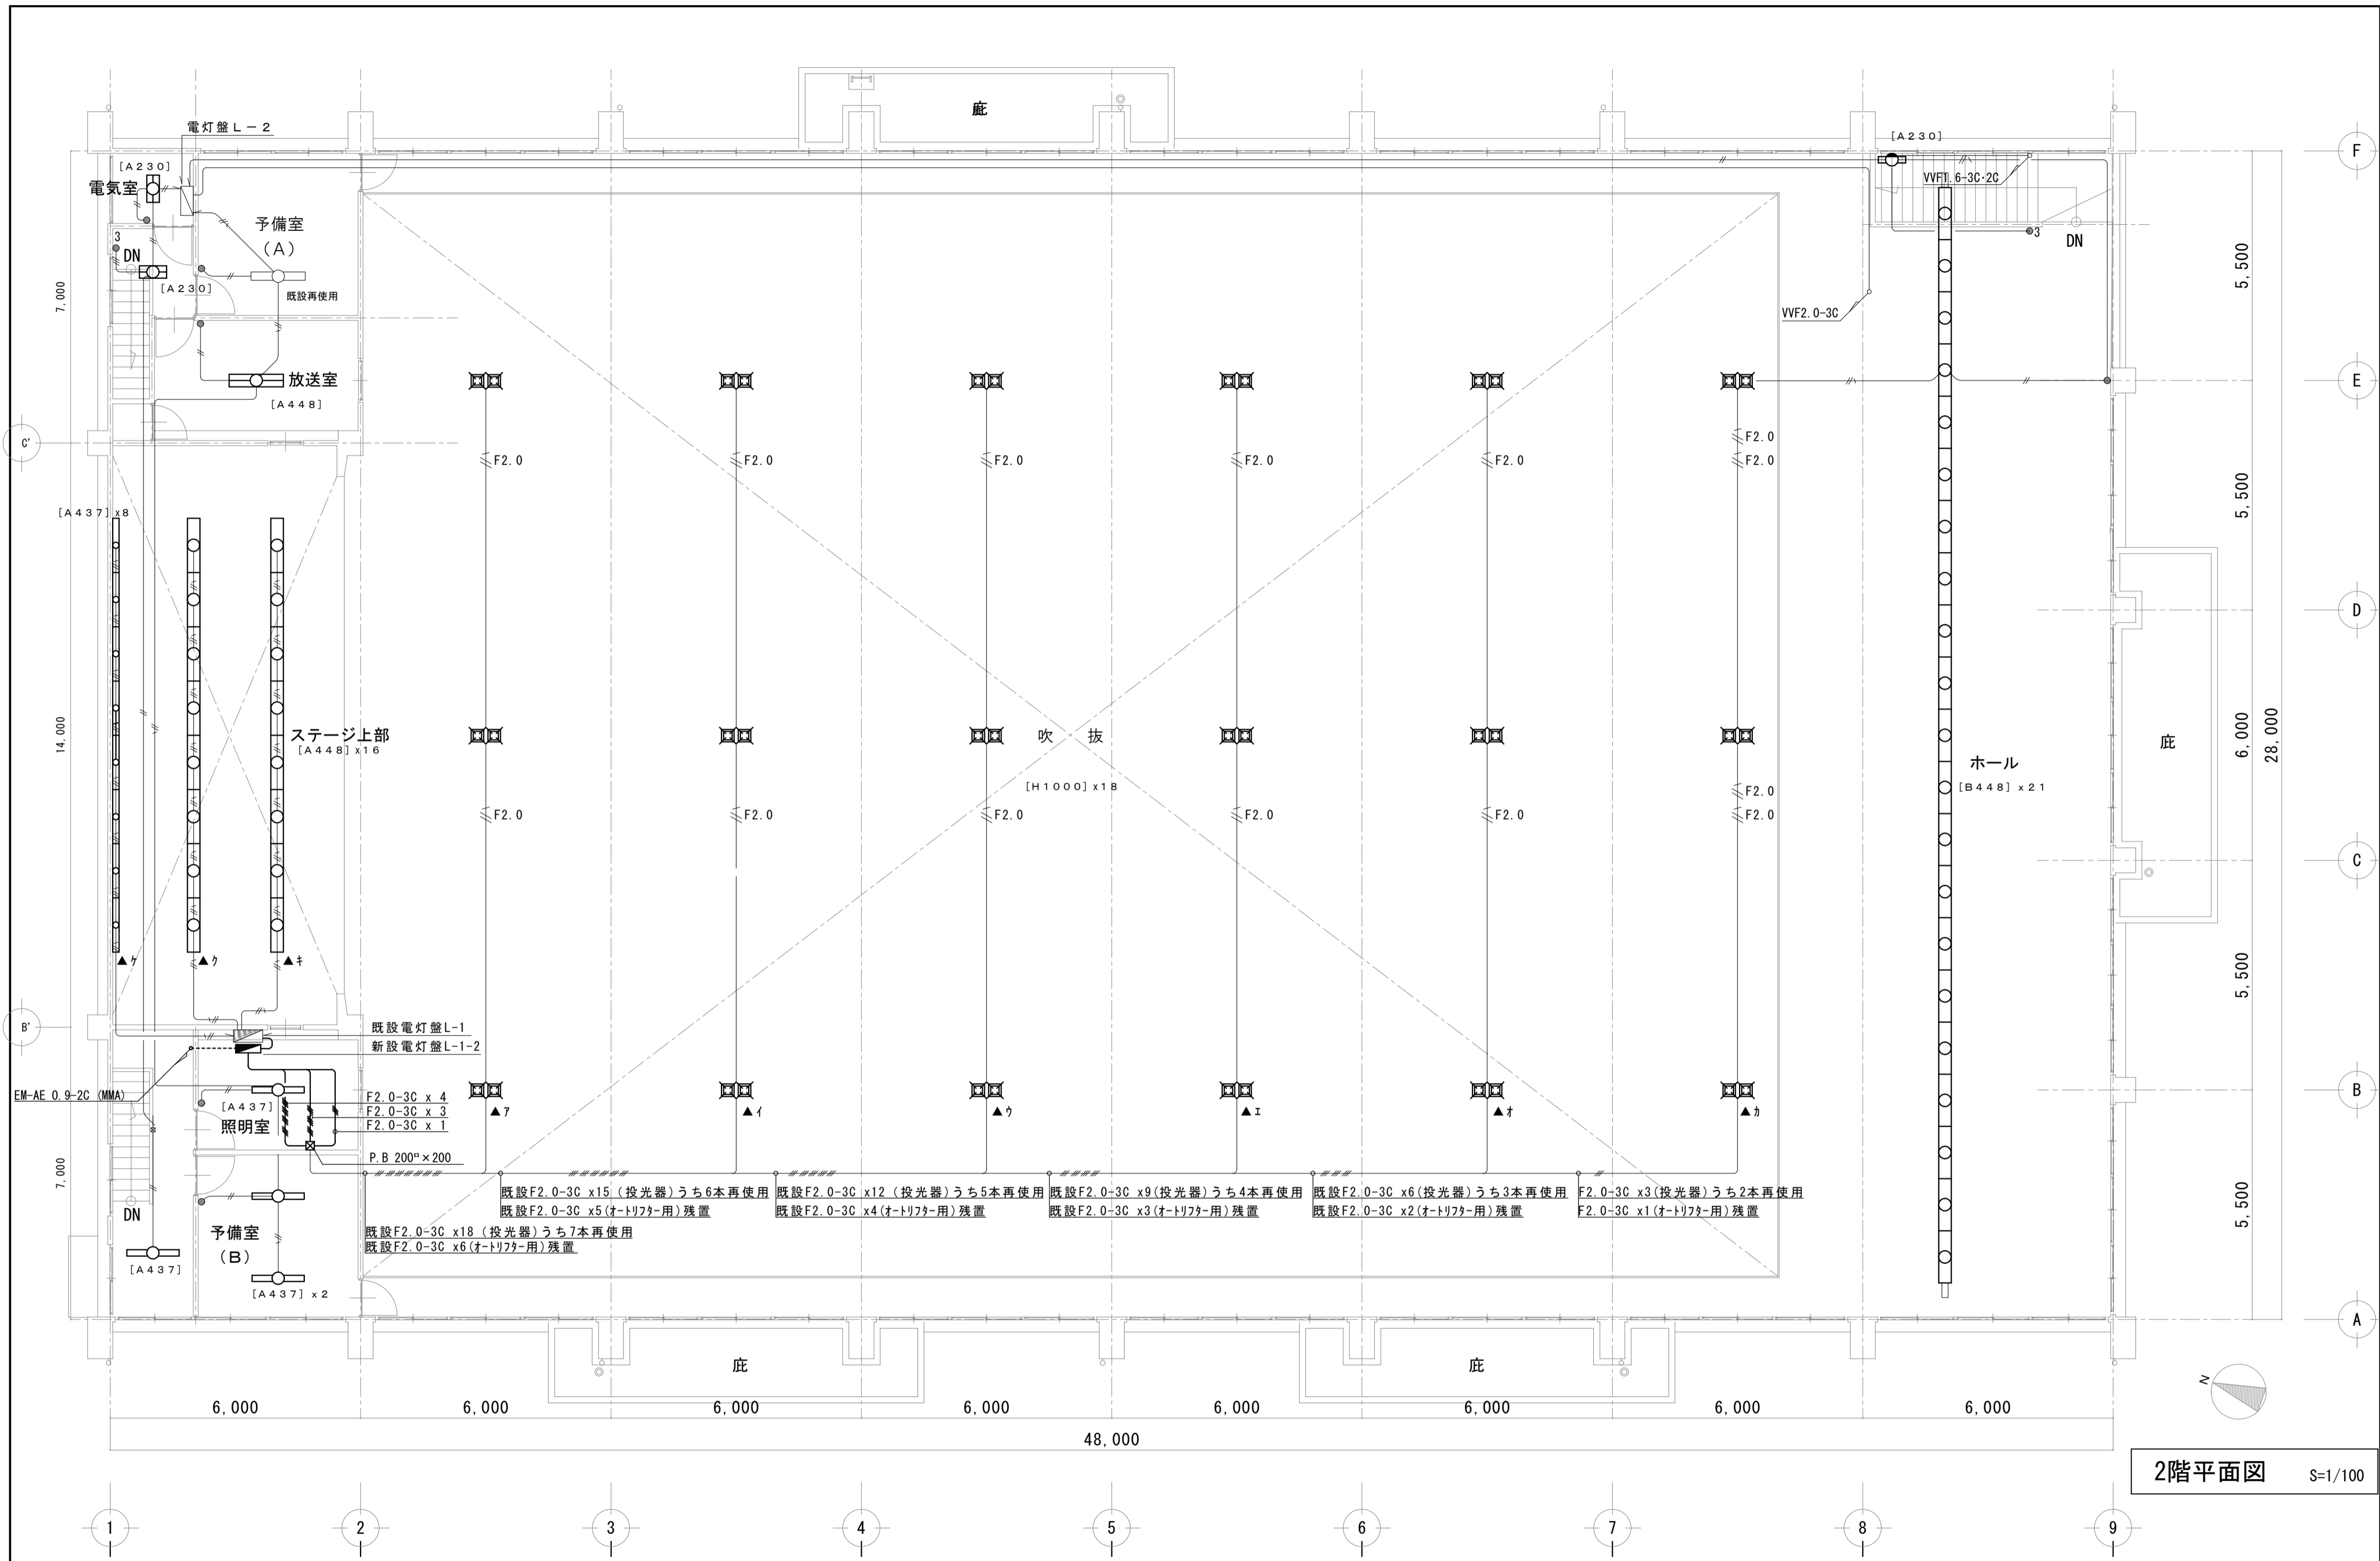 庇
F
電灯盤L-2
[A230]
[A230]
電気室
VVF1.6-3C・2C
予備室
(A)
3
DN
3
DN
5,500
[A230]
既設再使用
7,000
VVF2.0-3C
放送室
[A448]
E
C'
F2.0
F2.0
F2.0
F2.0
F2.0
F2.0
F2.0
5,500
[A437]x8
D
ステージ上部
[A448]x16
14,000
吹抜
[H1000]x18
ホール
[B448]x21
庇
6,000
28,000
F2.0
F2.0
F2.0
F2.0
F2.0
F2.0
F2.0
C
▲ケ
▲ク
▲キ
5,500
B'
既設電灯盤L-1
新設電灯盤L-1-2
EM-AE 0.9-2C (MMA)
[A437]
照明室
F2.0-3C x 4
F2.0-3C x 3
F2.0-3C x 1
B
▲ア
▲イ
▲ウ
▲エ
▲オ
▲カ
P.B 200□×200
7,000
既設F2.0-3C x15 (投光器)うち6本再使用
既設F2.0-3C x5(オートリフター用)残置
既設F2.0-3C x12 (投光器)うち5本再使用
既設F2.0-3C x4(オートリフター用)残置
既設F2.0-3C x9(投光器)うち4本再使用
既設F2.0-3C x3(オートリフター用)残置
既設F2.0-3C x6(投光器)うち3本再使用
既設F2.0-3C x2(オートリフター用)残置
F2.0-3C x3(投光器)うち2本再使用
F2.0-3C x1(オートリフター用)残置
既設F2.0-3C x18 (投光器)うち7本再使用
既設F2.0-3C x6(オートリフター用)残置
DN
予備室
(B)
5,500
[A437]
[A437] x2
A
庇
庇
N
6,000
6,000
6,000
6,000
6,000
6,000
6,000
6,000
48,000
2階平面図 S=1/100
1
2
3
4
5
6
7
8
9